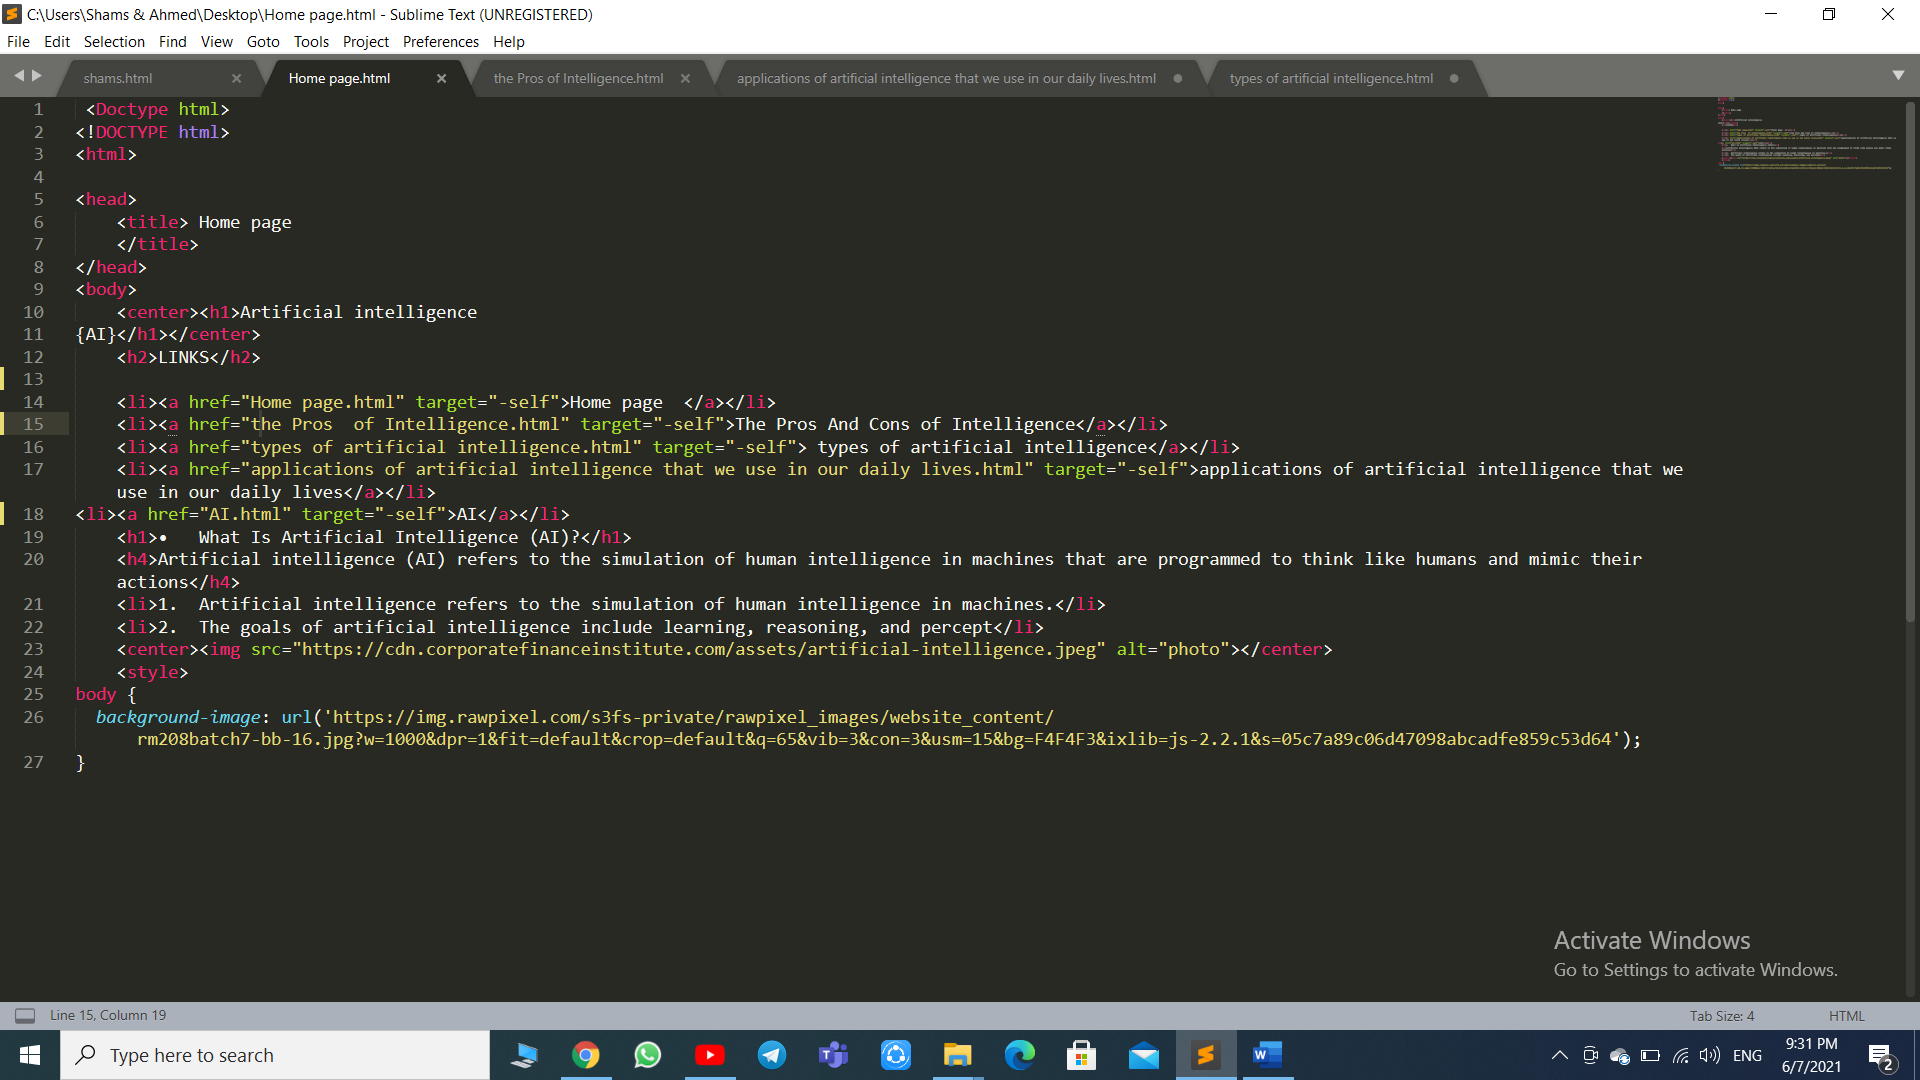 C:\Users\Shams & Ahmed\Desktop\Home page.html - Sublime Text (UNREGISTERED)
File Edit Selection Find View Goto Tools Project Preferences Help
shams.html Home page.html the Pros of Intelligence.html applications of artificial intelligence that we use in our daily lives.html types of artificial intelligence.html
1 <Doctype html>
2 <!DOCTYPE html>
3 <html>
4
5 <head>
6 <title> Home page
7 </title>
8 </head>
9 <body>
10 <center><h1>Artificial intelligence
11 {AI}</h1></center>
12 <h2>LINKS</h2>
13
14 <li><a href="Home page.html" target="-self">Home page  </a></li>
15 <li><a href="the Pros  of Intelligence.html" target="-self">The Pros And Cons of Intelligence</a></li>
16 <li><a href="types of artificial intelligence.html" target="-self"> types of artificial intelligence</a></li>
17 <li><a href="applications of artificial intelligence that we use in our daily lives.html" target="-self">applications of artificial intelligence that we
use in our daily lives</a></li>
18 <li><a href="AI.html" target="-self">AI</a></li>
19 <h1>•   What Is Artificial Intelligence (AI)?</h1>
20 <h4>Artificial intelligence (AI) refers to the simulation of human intelligence in machines that are programmed to think like humans and mimic their
actions</h4>
21 <li>1.  Artificial intelligence refers to the simulation of human intelligence in machines.</li>
22 <li>2.  The goals of artificial intelligence include learning, reasoning, and percept</li>
23 <center><img src="https://cdn.corporatefinanceinstitute.com/assets/artificial-intelligence.jpeg" alt="photo"></center>
24 <style>
25 body {
26 background-image: url('https://img.rawpixel.com/s3fs-private/rawpixel_images/website_content/
rm208batch7-bb-16.jpg?w=1000&dpr=1&fit=default&crop=default&q=65&vib=3&con=3&usm=15&bg=F4F4F3&ixlib=js-2.2.1&s=05c7a89c06d47098abcadfe859c53d64');
27 }
Activate Windows
Go to Settings to activate Windows.
Line 15, Column 19 Tab Size: 4 HTML
Type here to search ENG 9:31 PM
6/7/2021 2